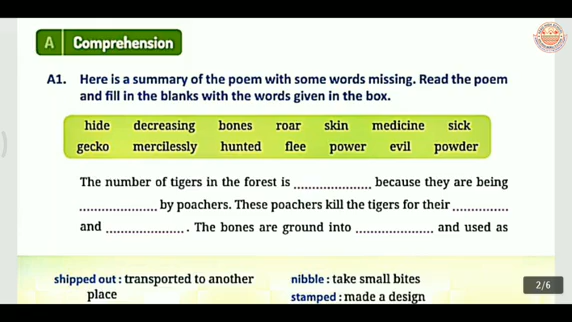 A Comprehension
A1. Here is a summary of the poem with some words missing. Read the poem
and fill in the blanks with the words given in the box.
hide decreasing bones roar skin medicine sick
gecko mercilessly hunted flee power evil powder
The number of tigers in the forest is ..................... because they are being
..................... by poachers. These poachers kill the tigers for their ...............
and ..................... . The bones are ground into ..................... and used as
shipped out : transported to another
place
nibble : take small bites
stamped : made a design
2/6